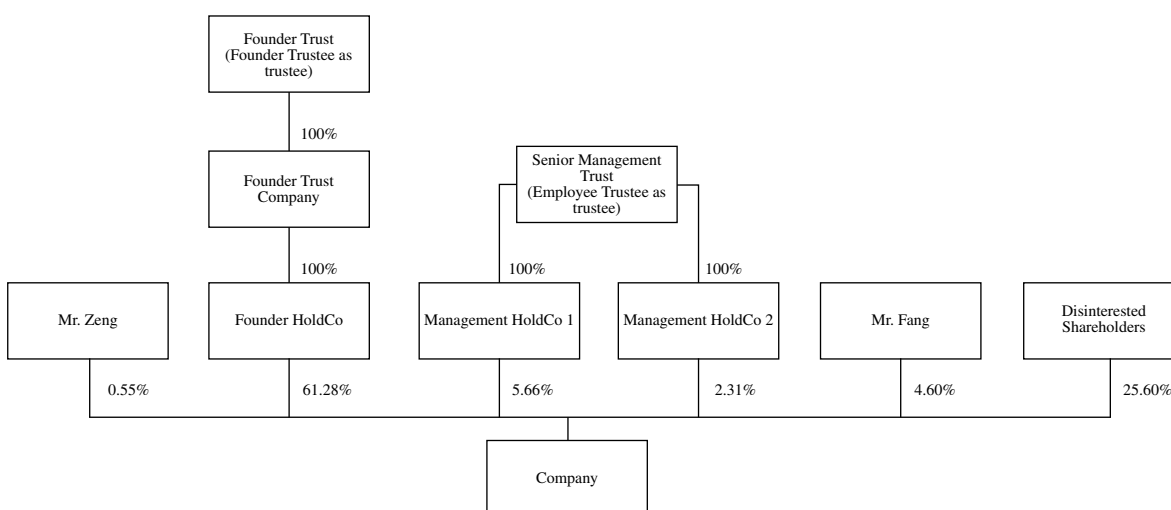 Founder Trust
(Founder Trustee as
trustee)
100%
Founder Trust
Company
Senior Management
Trust
(Employee Trustee as
trustee)
100%
100%
100%
Mr. Zeng
Founder HoldCo
Management HoldCo 1
Management HoldCo 2
Mr. Fang
Disinterested
Shareholders
0.55%
61.28%
5.66%
2.31%
4.60%
25.60%
Company